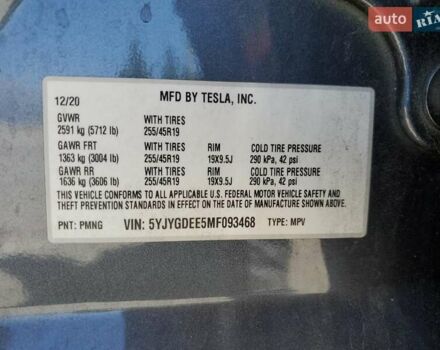 auto RIA
12/20 MFD BY TESLA, INC.
GVWR WITH TIRES
2591 kg (5712 lb) 255/45R19
GAWR FRT WITH TIRES RIM COLD TIRE PRESSURE
1363 kg (3004 lb) 255/45R19 19X9.5J 290 kPa, 42 psi
GAWR RR WITH TIRES RIM COLD TIRE PRESSURE
1636 kg (3606 lb) 255/45R19 19X9.5J 290 kPa, 42 psi
THIS VEHICLE CONFORMS TO ALL APPLICABLE U.S. FEDERAL MOTOR VEHICLE SAFETY
AND THEFT PREVENTION STANDARDS IN EFFECT ON THE DATE OF MANUFACTURE
SHOWN ABOVE.
PNT: PMNG VIN: 5YJYGDEE5MF093468 TYPE: MPV